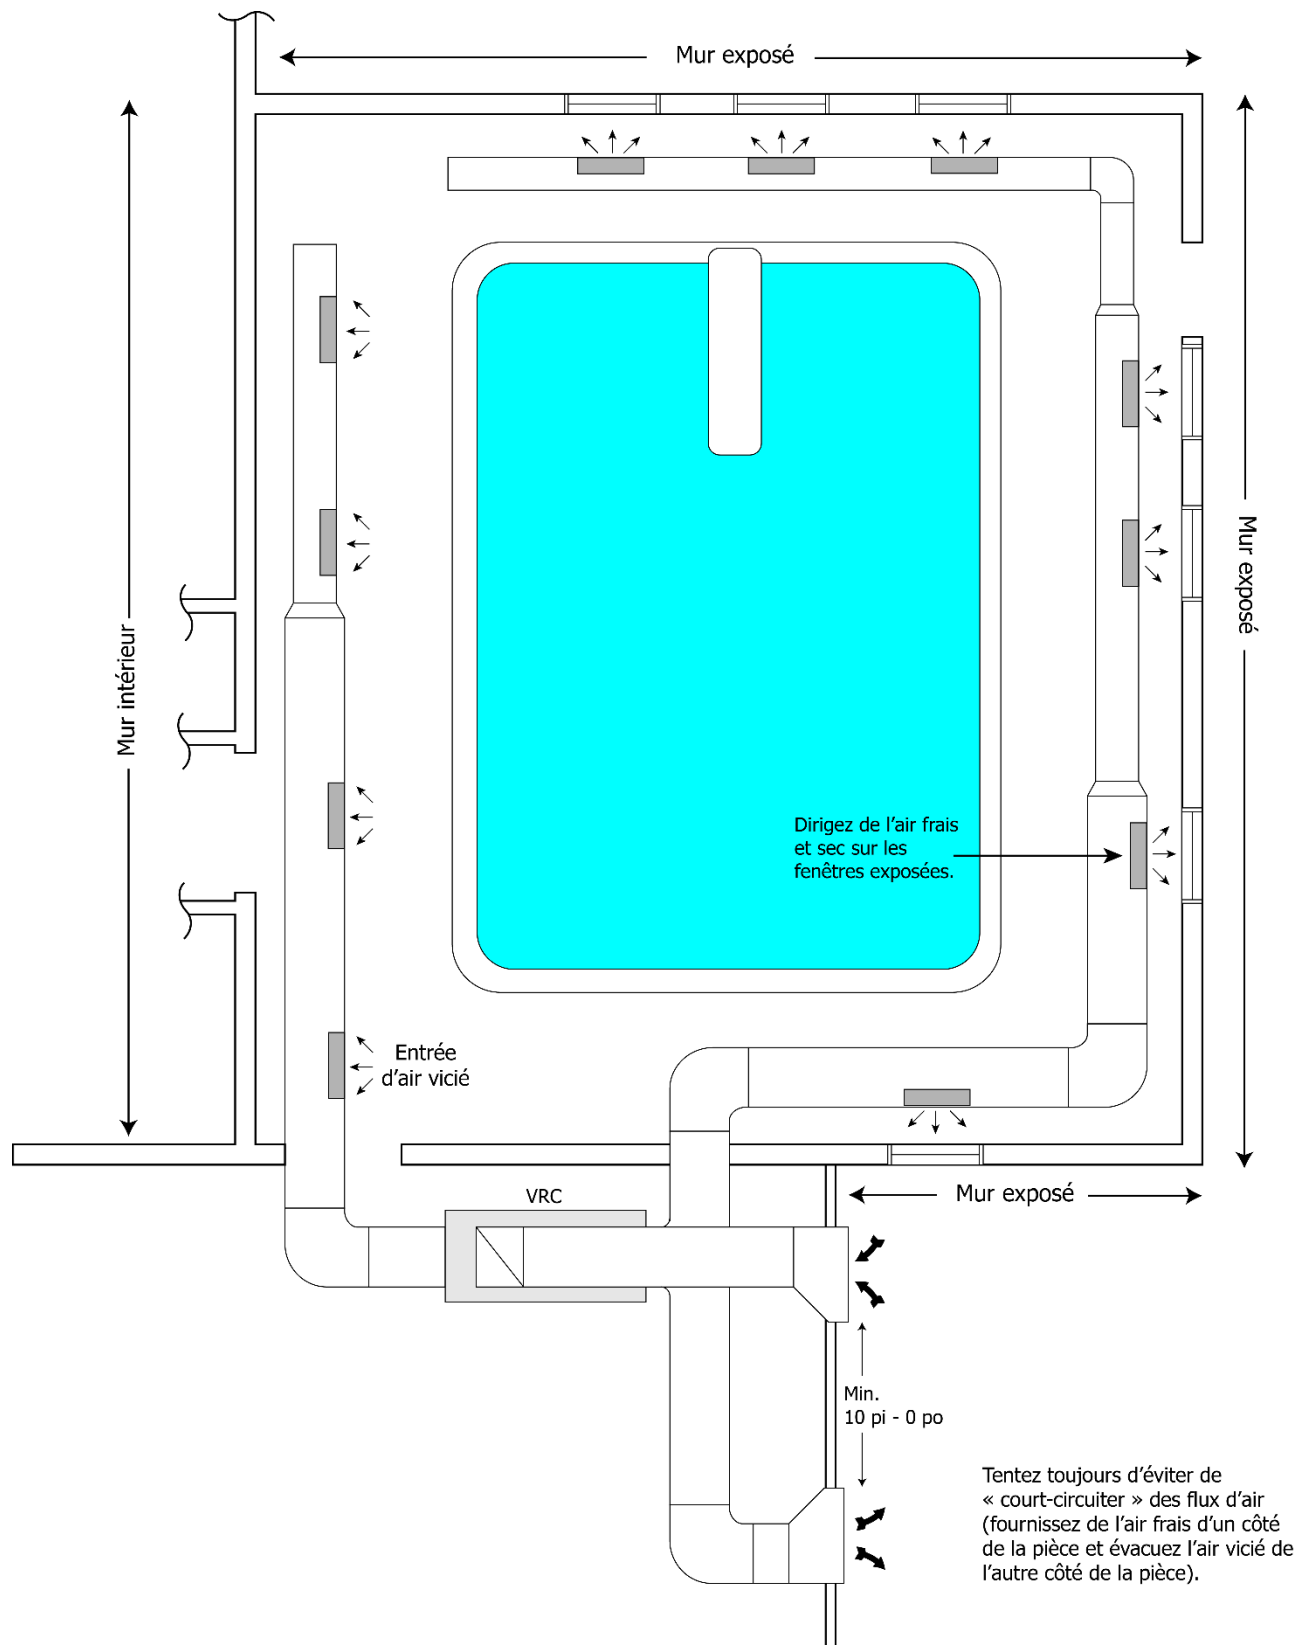 Mur exposé
Mur intérieur
Mur exposé
Dirigez de l'air frais
et sec sur les
fenêtres exposées.
Entrée
d'air vicié
VRC
Mur exposé
Min.
10 pi - 0 po
Tentez toujours d'éviter de
« court-circuiter » des flux d'air
(fournissez de l'air frais d'un côté
de la pièce et évacuez l'air vicié de
l'autre côté de la pièce).